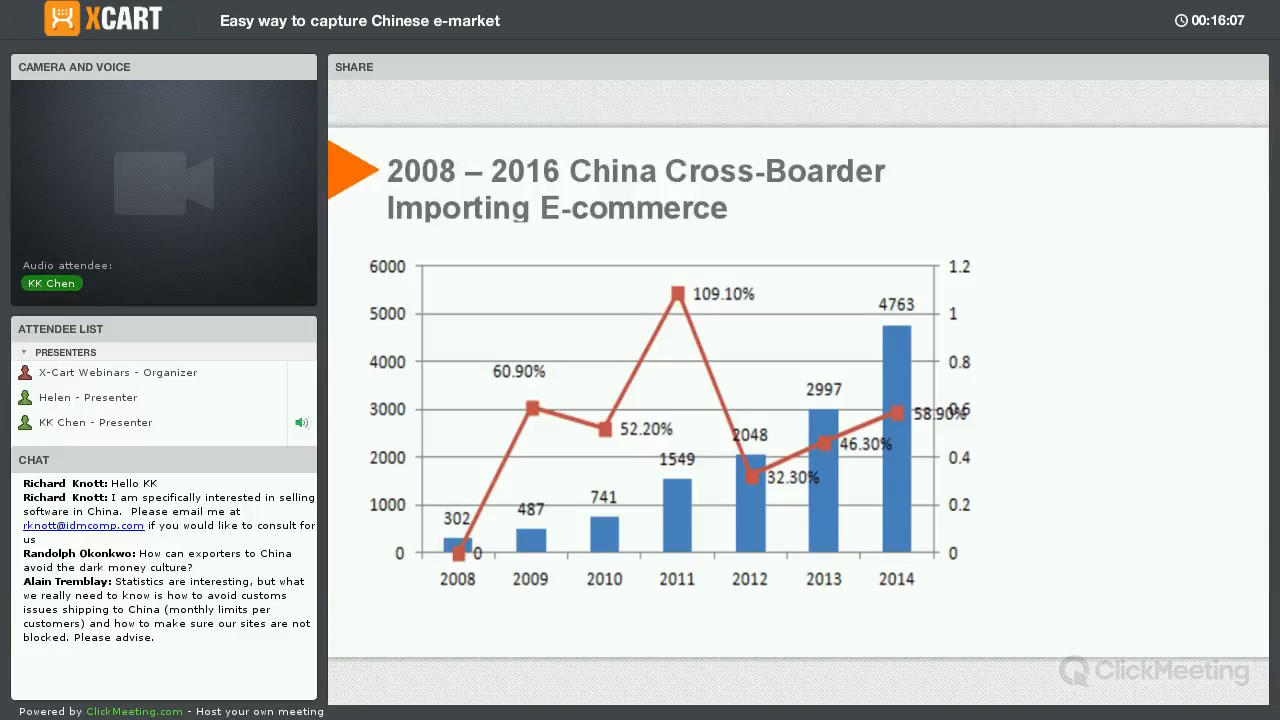 XCART
Easy way to capture Chinese e-market
00:16:07
CAMERA AND VOICE
Audio attendee:
KK Chen
ATTENDEE LIST
PRESENTERS
X-Cart Webinars - Organizer
Helen - Presenter
KK Chen - Presenter
CHAT
Richard Knott: Hello KK
Richard Knott: I am specifically interested in selling
software in China. Please email me at
rknott@idmcomp.com if you would like to consult for
us
Randolph Okonkwo: How can exporters to China
avoid the dark money culture?
Alain Tremblay: Statistics are interesting, but what
we really need to know is how to avoid customs
issues shipping to China (monthly limits per
customers) and how to make sure our sites are not
blocked. Please advise.
Powered by ClickMeeting.com - Host your own meeting
SHARE
2008 – 2016 China Cross-Boarder
Importing E-commerce
6000
5000
4000
3000
2000
1000
0
1.2
1
0.8
0.6
0.4
0.2
0
302
487
741
1549
2048
2997
4763
0
60.90%
52.20%
109.10%
32.30%
46.30%
58.90%
2008 2009 2010 2011 2012 2013 2014
ClickMeeting